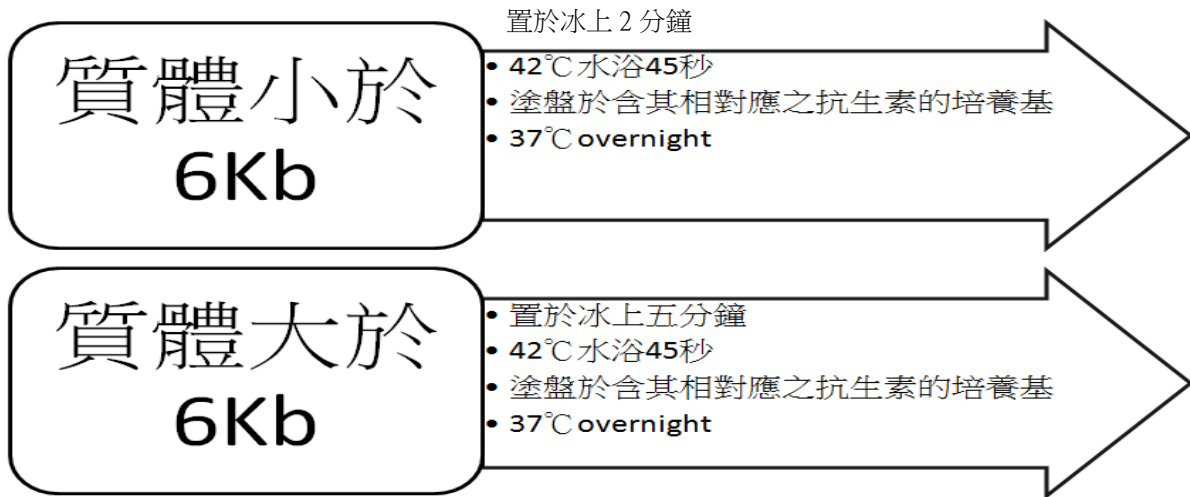 置於冰上 2 分鐘
質體小於
6Kb
• 42℃ 水浴45秒
• 塗盤於含其相對應之抗生素的培養基
• 37℃ overnight
質體大於
6Kb
• 置於冰上五分鐘
• 42℃ 水浴45秒
• 塗盤於含其相對應之抗生素的培養基
• 37℃ overnight